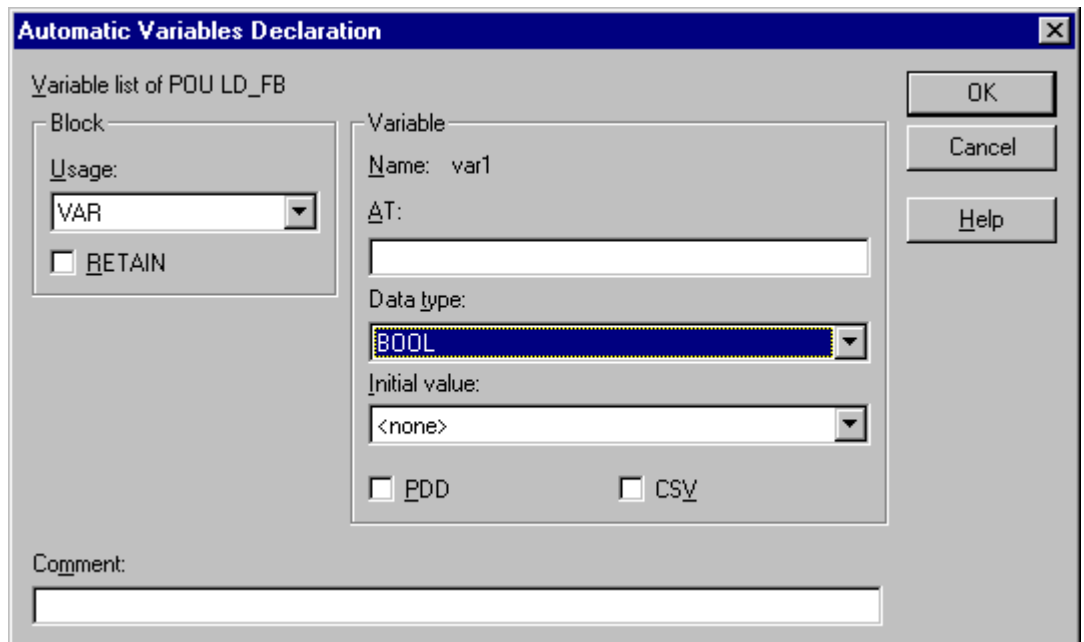 Automatic Variables Declaration
Variable list of POU LD_FB
Block
Usage:
VAR
RETAIN
Variable
Name: var1
AT:
Data type:
BOOL
Initial value:
<none>
PDD
CSV
OK
Cancel
Help
Comment: